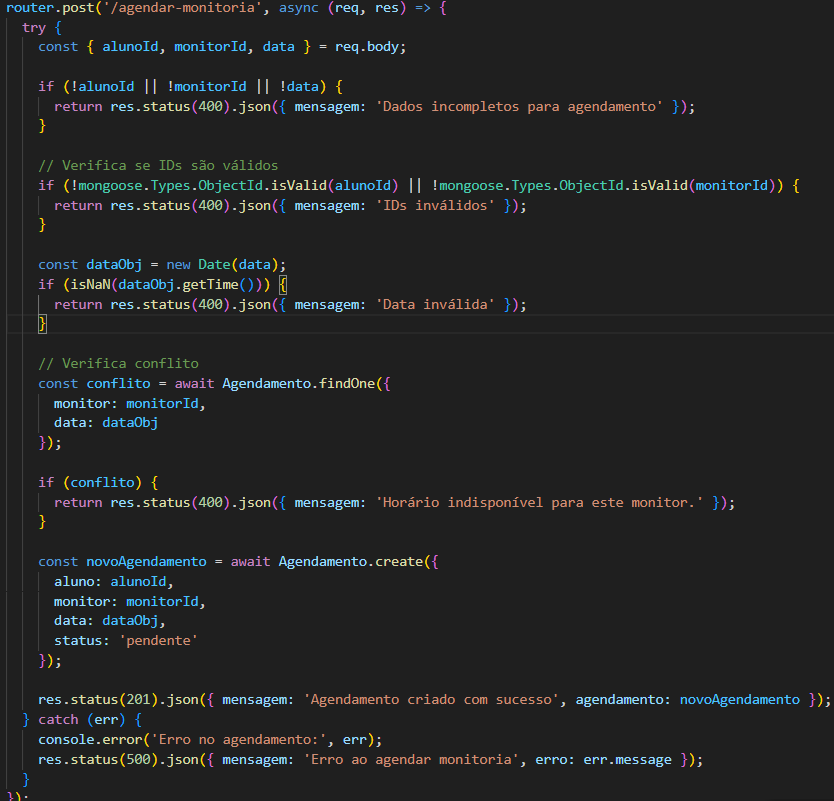 router.post('/agendar-monitoria', async (req, res) => {
try {
const { alunoId, monitorId, data } = req.body;
if (!alunoId || !monitorId || !data) {
return res.status(400).json({ mensagem: 'Dados incompletos para agendamento' });
}
// Verifica se IDs são válidos
if (!mongoose.Types.ObjectId.isValid(alunoId) || !mongoose.Types.ObjectId.isValid(monitorId)) {
return res.status(400).json({ mensagem: 'IDs inválidos' });
}
const dataObj = new Date(data);
if (isNaN(dataObj.getTime())) {
return res.status(400).json({ mensagem: 'Data inválida' });
}
// Verifica conflito
const conflito = await Agendamento.findOne({
monitor: monitorId,
data: dataObj
});
if (conflito) {
return res.status(400).json({ mensagem: 'Horário indisponível para este monitor.' });
}
const novoAgendamento = await Agendamento.create({
aluno: alunoId,
monitor: monitorId,
data: dataObj,
status: 'pendente'
});
res.status(201).json({ mensagem: 'Agendamento criado com sucesso', agendamento: novoAgendamento });
} catch (err) {
console.error('Erro no agendamento:', err);
res.status(500).json({ mensagem: 'Erro ao agendar monitoria', erro: err.message });
}
});